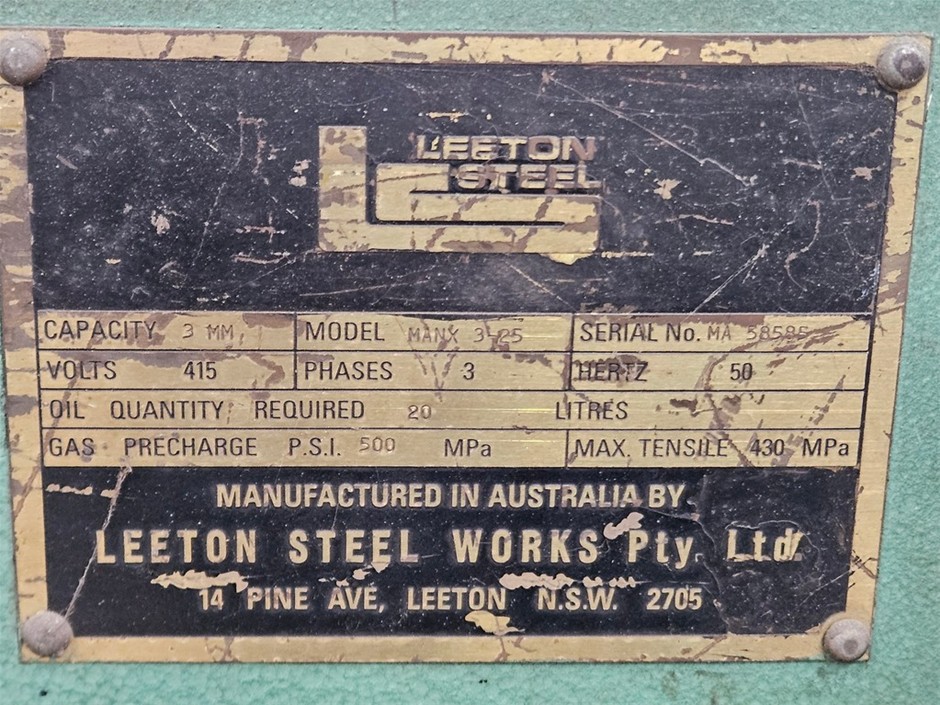 LEETON
STEEL
CAPACITY 3 MM MODEL MANX 3-25 SERIAL No. MA 58585
VOLTS 415 PHASES 3 HERTZ 50
OIL QUANTITY REQUIRED 20 LITRES
GAS PRECHARGE P.S.I. 500 MPa MAX. TENSILE 430 MPa
MANUFACTURED IN AUSTRALIA BY
LEETON STEEL WORKS Pty. Ltd.
14 PINE AVE, LEETON N.S.W. 2705